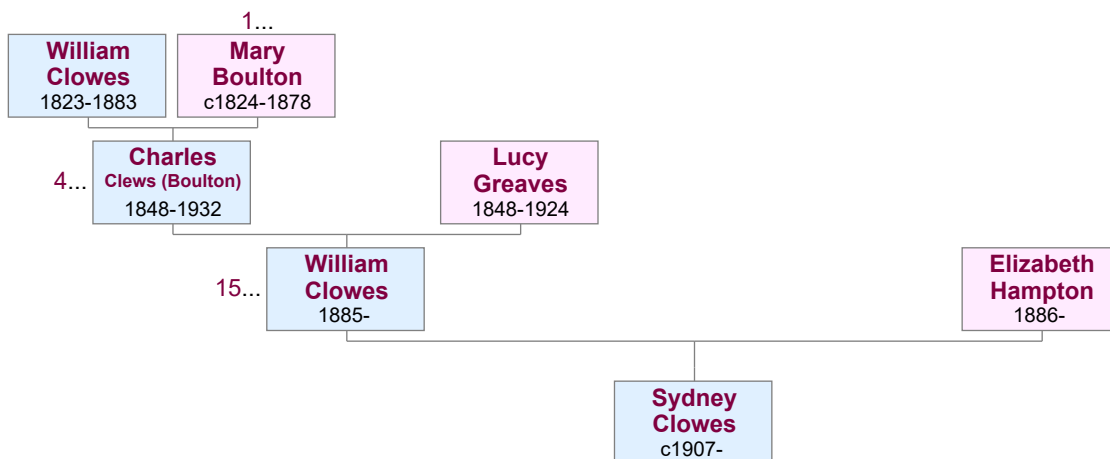 1...
William
Clowes
1823-1883
Mary
Boulton
c1824-1878
4...
Charles
Clews (Boulton)
1848-1932
Lucy
Greaves
1848-1924
15...
William
Clowes
1885-
Elizabeth
Hampton
1886-
Sydney
Clowes
c1907-